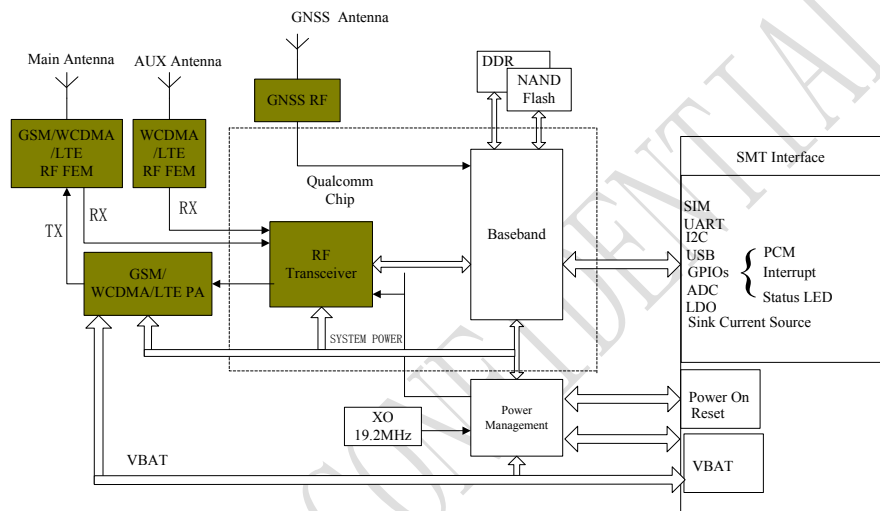 GNSS Antenna
Main Antenna
AUX Antenna
GNSS RF
DDR
NAND
Flash
GSM/WCDMA
/LTE
RF FEM
WCDMA
/LTE
RF FEM
Qualcomm
Chip
Baseband
SMT Interface
TX
RX
RX
RF
Transceiver
GSM/
WCDMA/LTE PA
SYSTEM POWER
SIM
UART
I2C
USB
GPIOs
ADC
LDO
Sink Current Source
PCM
Interrupt
Status LED
XO
19.2MHz
Power
Management
Power On
Reset
VBAT
VBAT
CONFIDENTIAL